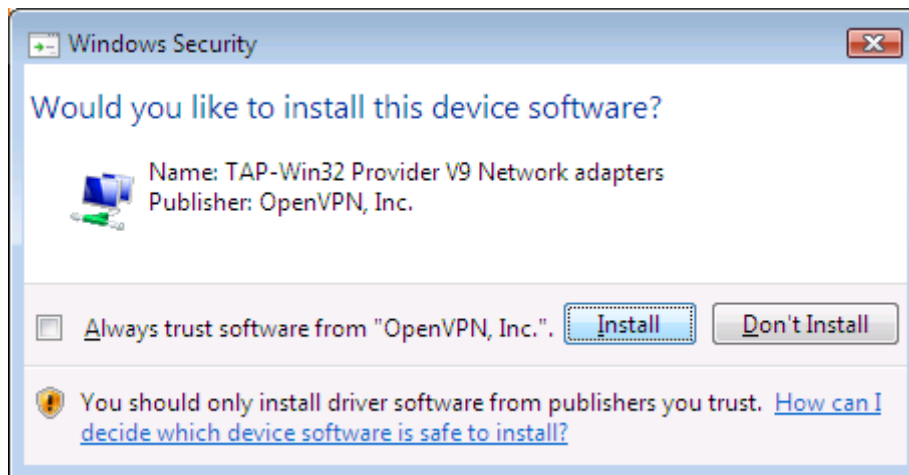 Windows Security
Would you like to install this device software?
Name: TAP-Win32 Provider V9 Network adapters
Publisher: OpenVPN, Inc.
Always trust software from "OpenVPN, Inc.".
Install
Don't Install
You should only install driver software from publishers you trust. How can I
decide which device software is safe to install?